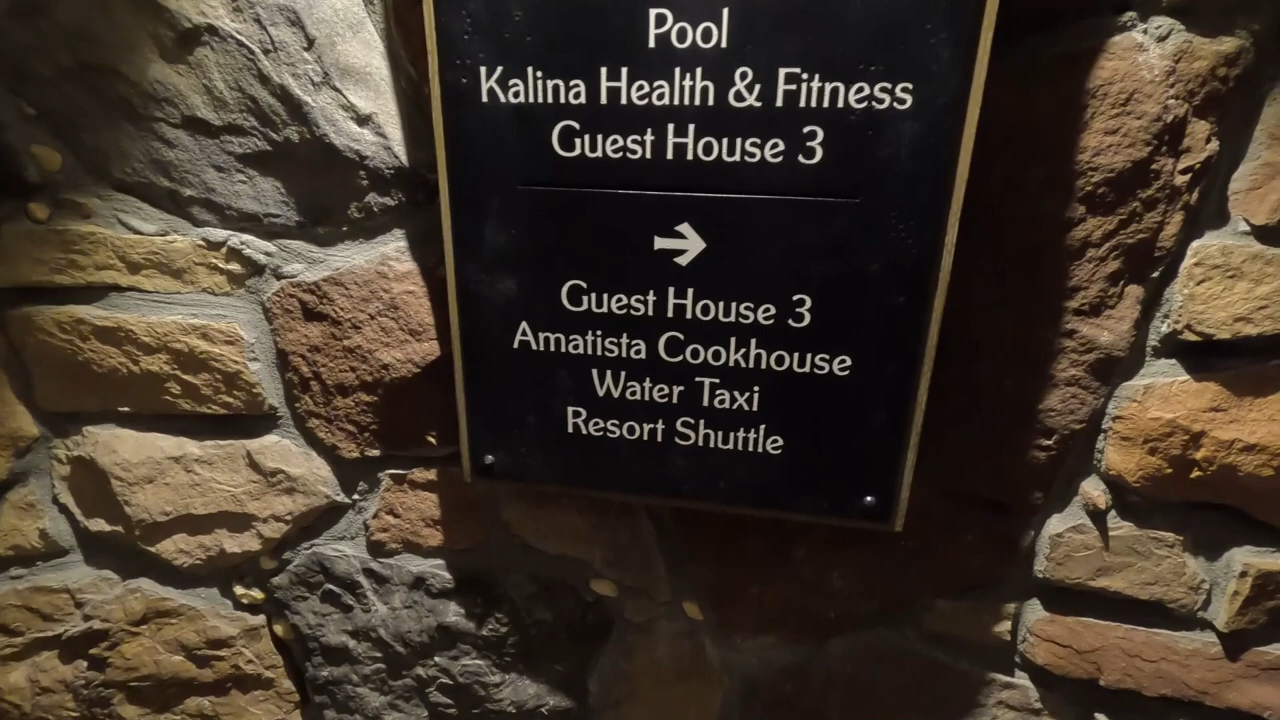 Pool
Kalina Health & Fitness
Guest House 3
→
Guest House 3
Amatista Cookhouse
Water Taxi
Resort Shuttle